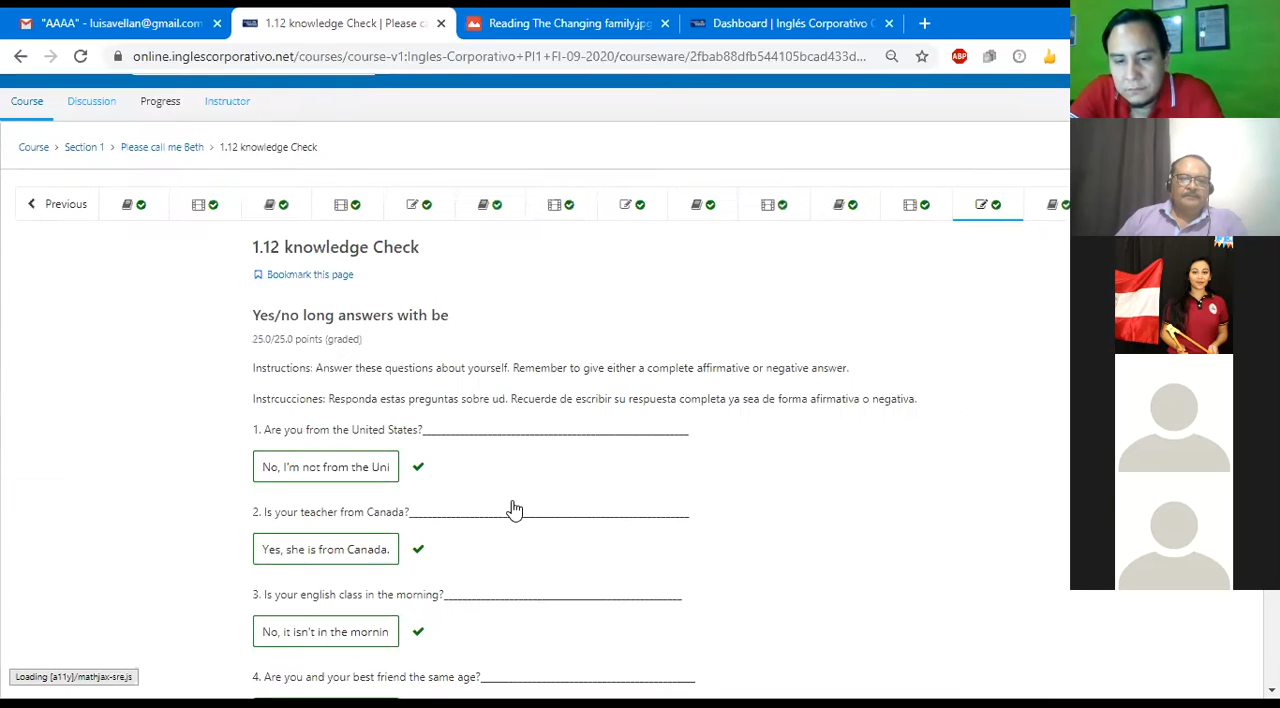 "AAAA" - luisavellan@gmail.com
1.12 knowledge Check | Please ca
Reading The Changing family.jpg
Dashboard | Inglés Corporativo C
online.inglescorporativo.net/courses/course-v1:Ingles-Corporativo+PI1+FI-09-2020/courseware/2fbab88dfb544105bcad433d...
ABP
Course
Discussion
Progress
Instructor
Course > Section 1 > Please call me Beth > 1.12 knowledge Check
Previous
1.12 knowledge Check
Bookmark this page
Yes/no long answers with be
25.0/25.0 points (graded)
Instructions: Answer these questions about yourself. Remember to give either a complete affirmative or negative answer.
Instrcucciones: Responda estas preguntas sobre ud. Recuerde de escribir su respuesta completa ya sea de forma afirmativa o negativa.
1. Are you from the United States?
No, I'm not from the Uni
2. Is your teacher from Canada?
Yes, she is from Canada.
3. Is your english class in the morning?
No, it isn't in the mornin
4. Are you and your best friend the same age?
Loading [a11y]/mathjax-sre.js